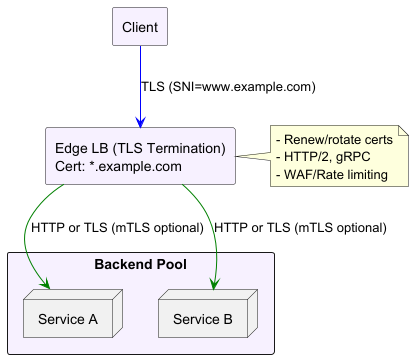 Client
TLS (SNI=www.example.com)
Edge LB (TLS Termination)
Cert: *.example.com
- Renew/rotate certs
- HTTP/2, gRPC
- WAF/Rate limiting
HTTP or TLS (mTLS optional)
HTTP or TLS (mTLS optional)
Backend Pool
Service A
Service B